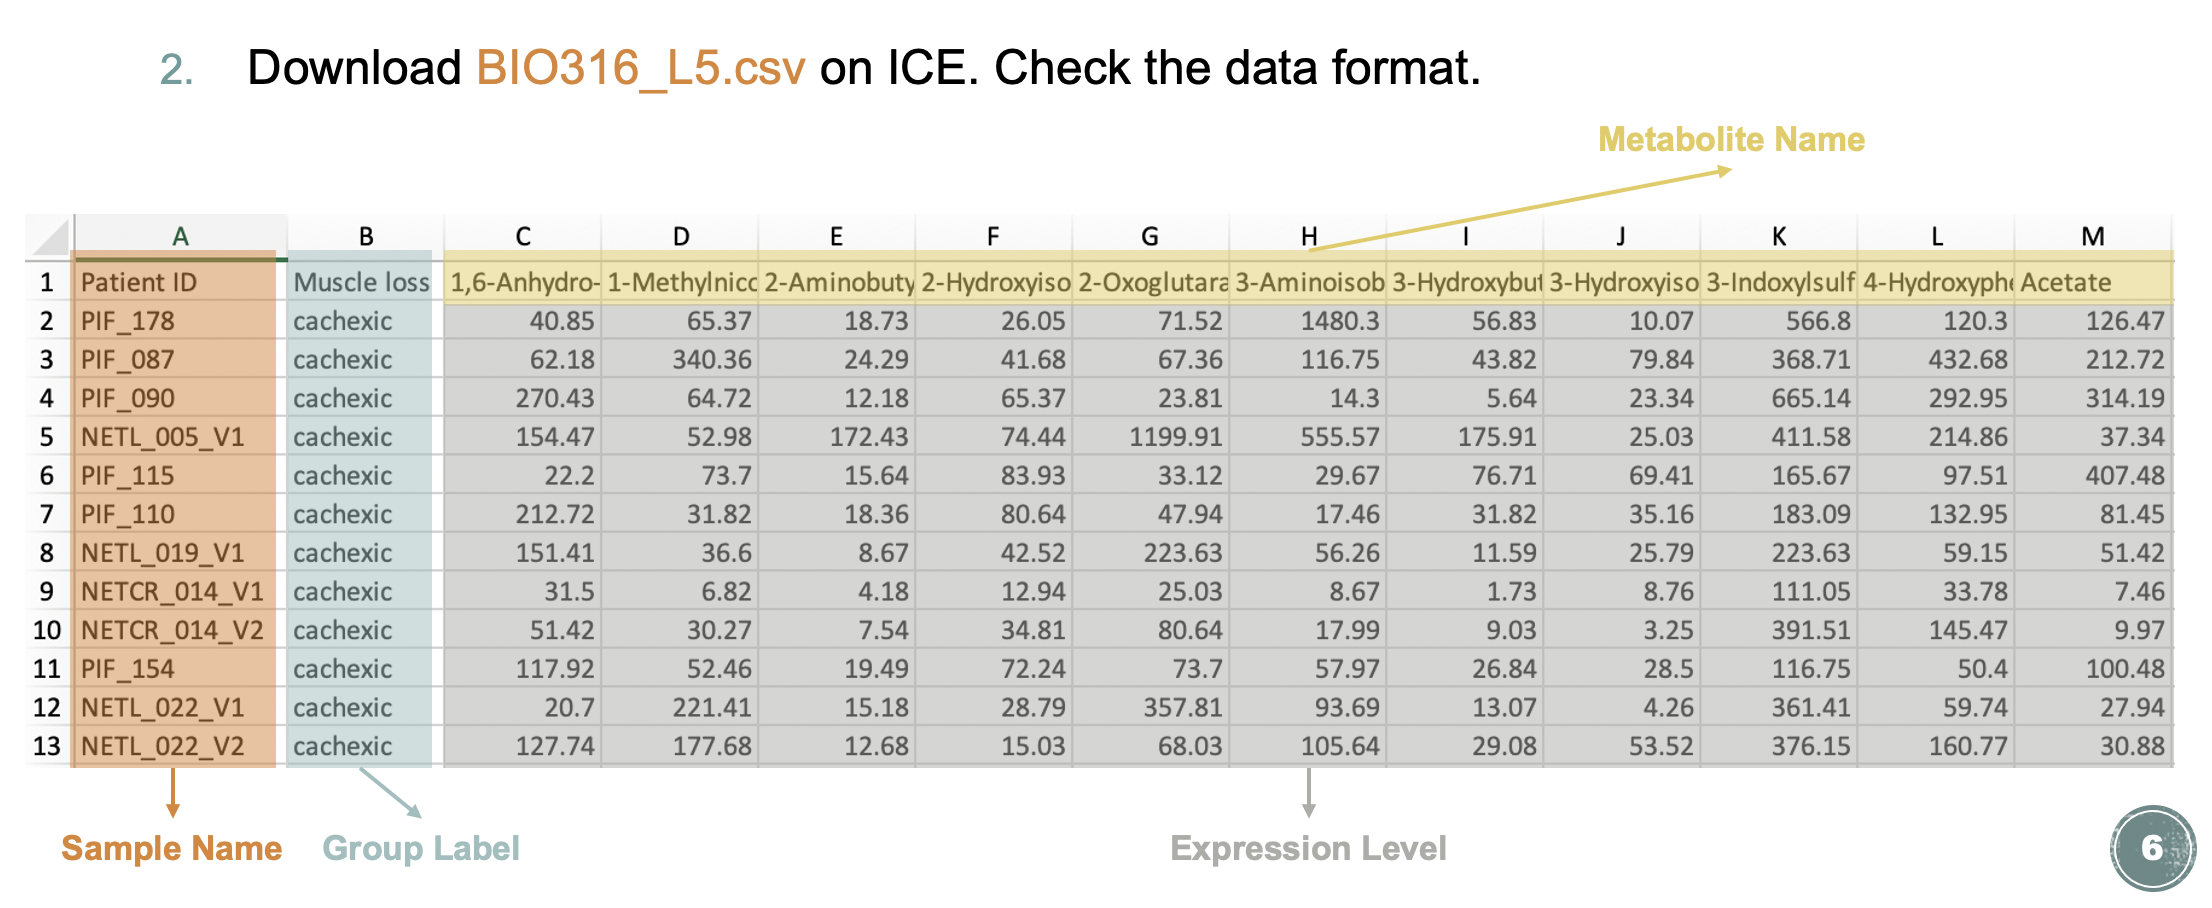 2. Download BIO316_L5.csv on ICE. Check the data format.
Metabolite Name
A B C D E F G H I J K L M
1 Patient ID Muscle loss 1,6-Anhydro- 1-Methylnicc 2-Aminobuty 2-Hydroxyiso 2-Oxoglutara 3-Aminoisob 3-Hydroxybut 3-Hydroxyiso 3-Indoxylsulf 4-Hydroxyphe Acetate
2 PIF_178 cachexic 40.85 65.37 18.73 26.05 71.52 1480.3 56.83 10.07 566.8 120.3 126.47
3 PIF_087 cachexic 62.18 340.36 24.29 41.68 67.36 116.75 43.82 79.84 368.71 432.68 212.72
4 PIF_090 cachexic 270.43 64.72 12.18 65.37 23.81 14.3 5.64 23.34 665.14 292.95 314.19
5 NETL_005_V1 cachexic 154.47 52.98 172.43 74.44 1199.91 555.57 175.91 25.03 411.58 214.86 37.34
6 PIF_115 cachexic 22.2 73.7 15.64 83.93 33.12 29.67 76.71 69.41 165.67 97.51 407.48
7 PIF_110 cachexic 212.72 31.82 18.36 80.64 47.94 17.46 31.82 35.16 183.09 132.95 81.45
8 NETL_019_V1 cachexic 151.41 36.6 8.67 42.52 223.63 56.26 11.59 25.79 223.63 59.15 51.42
9 NETCR_014_V1 cachexic 31.5 6.82 4.18 12.94 25.03 8.67 1.73 8.76 111.05 33.78 7.46
10 NETCR_014_V2 cachexic 51.42 30.27 7.54 34.81 80.64 17.99 9.03 3.25 391.51 145.47 9.97
11 PIF_154 cachexic 117.92 52.46 19.49 72.24 73.7 57.97 26.84 28.5 116.75 50.4 100.48
12 NETL_022_V1 cachexic 20.7 221.41 15.18 28.79 357.81 93.69 13.07 4.26 361.41 59.74 27.94
13 NETL_022_V2 cachexic 127.74 177.68 12.68 15.03 68.03 105.64 29.08 53.52 376.15 160.77 30.88
Sample Name Group Label Expression Level
6